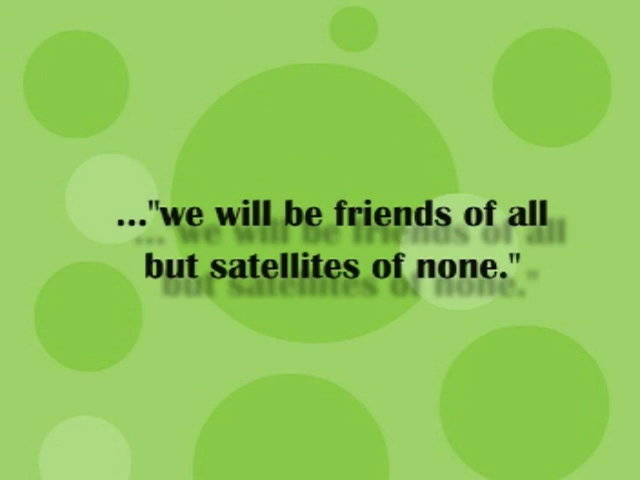 ..."we will be friends of all
but satellites of none."